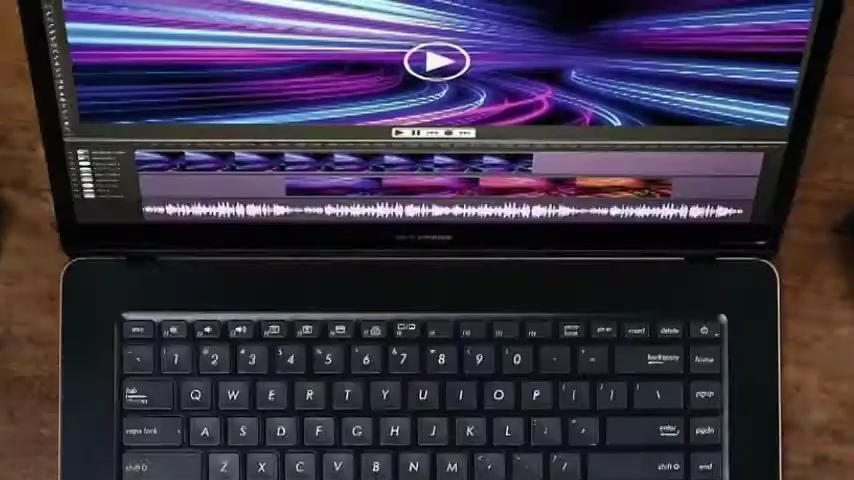 esc insert delete
1 2 3 4 5 6 7 8 9 0 - = backspace home
tab Q W E R T Y U I O P [ ] \ pgup
caps lock A S D F G H J K L ; ' enter pgdn
shift Z X C V B N M , . / shift end